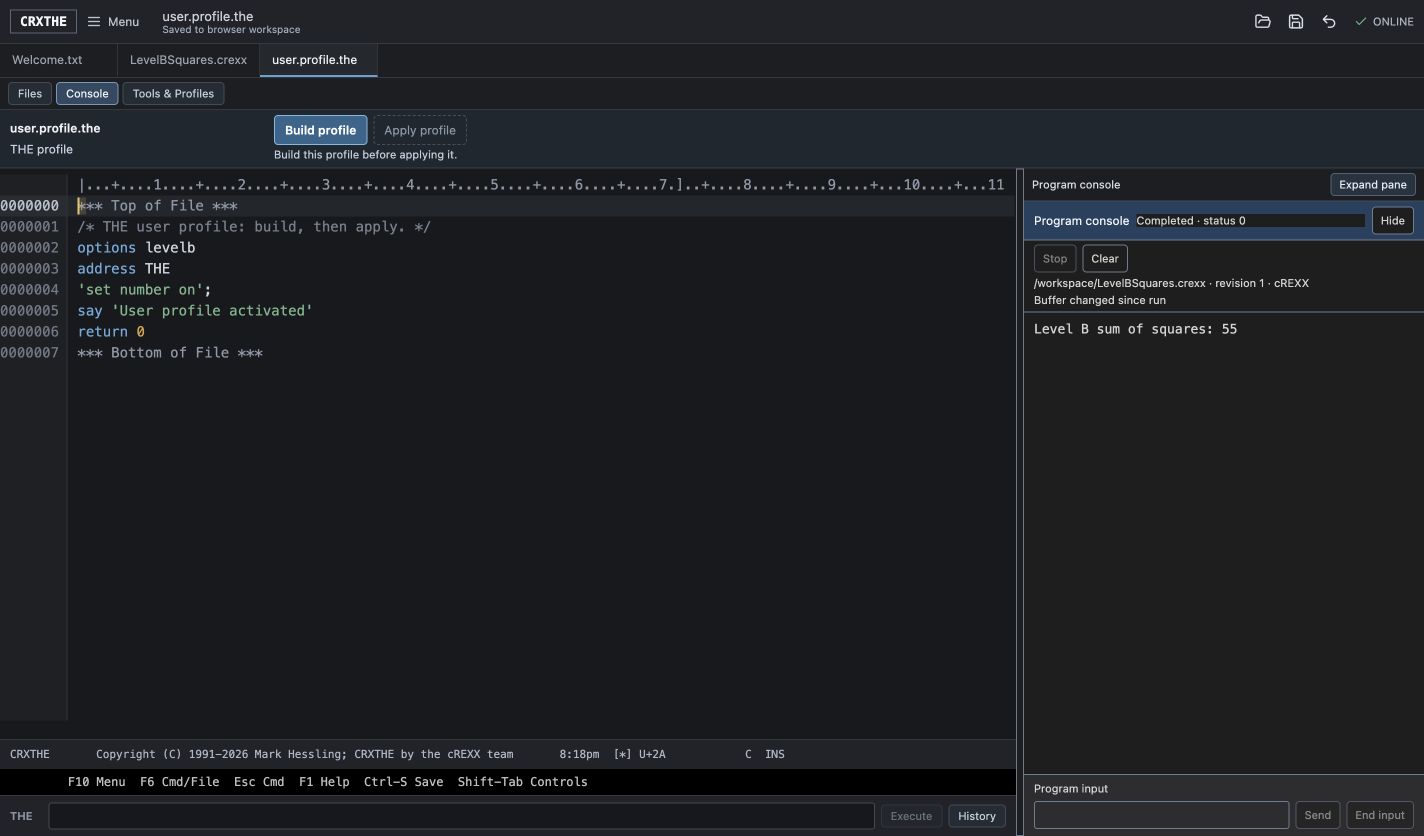 CRXTHE
Menu
user.profile.the
Saved to browser workspace
ONLINE
Welcome.txt
LevelBSquares.crexx
user.profile.the
Files
Console
Tools & Profiles
user.profile.the
THE profile
Build profile
Apply profile
Build this profile before applying it.
|...+....1....+....2....+....3....+....4....+....5....+....6....+....7.]..+....8....+....9....+...10....+...11
0000000 *** Top of File ***
0000001 /* THE user profile: build, then apply. */
0000002 options levelb
0000003 address THE
0000004 'set number on';
0000005 say 'User profile activated'
0000006 return 0
0000007 *** Bottom of File ***
CRXTHE Copyright (C) 1991–2026 Mark Hessling; CRXTHE by the cREXX team 8:18pm [*] U+2A C INS
F10 Menu F6 Cmd/File Esc Cmd F1 Help Ctrl-S Save Shift-Tab Controls
THE
Execute
History
Program console
Expand pane
Program console
Completed · status 0
Hide
Stop
Clear
/workspace/LevelBSquares.crexx · revision 1 · cREXX
Buffer changed since run
Level B sum of squares: 55
Program input
Send
End input